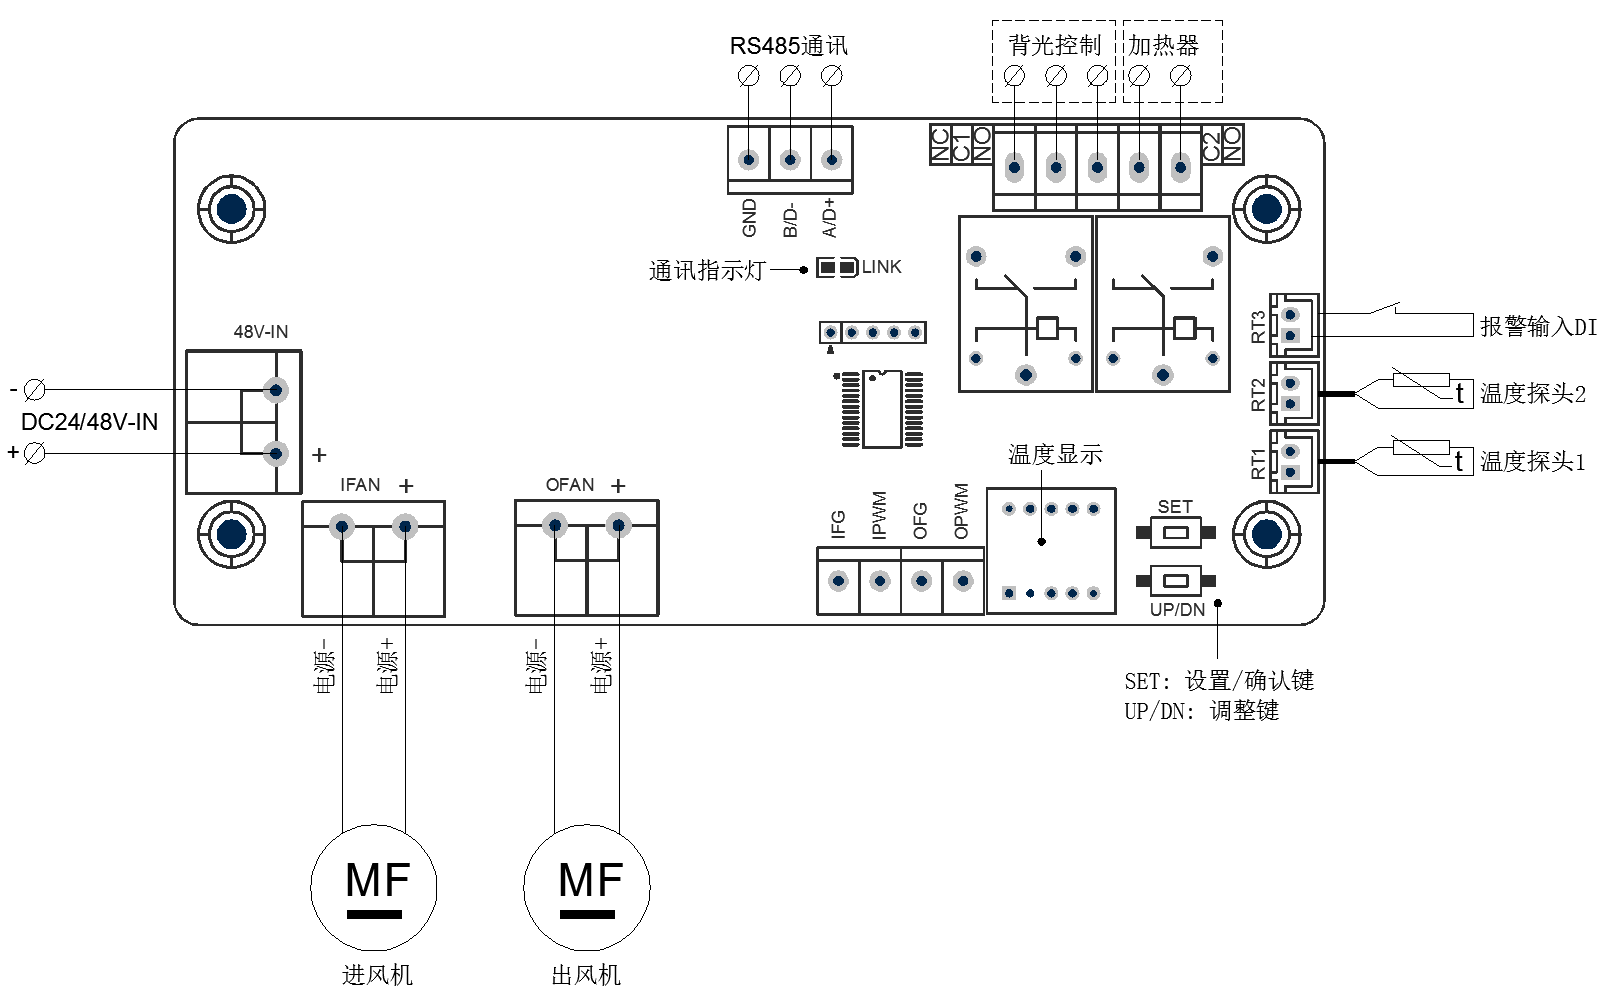 RS485通讯
背光控制
加热器
NC
C1
NO
C2
NO
GND
B/D-
A/D+
通讯指示灯
LINK
48V-IN
-
DC24/48V-IN
+
+
RT3
报警输入DI
RT2
t
温度探头2
RT1
t
温度探头1
IFAN +
OFAN +
温度显示
IFG
IPWM
OFG
OPWM
SET
UP/DN
电源-
电源+
电源-
电源+
SET: 设置/确认键
UP/DN: 调整键
MF
MF
进风机
出风机